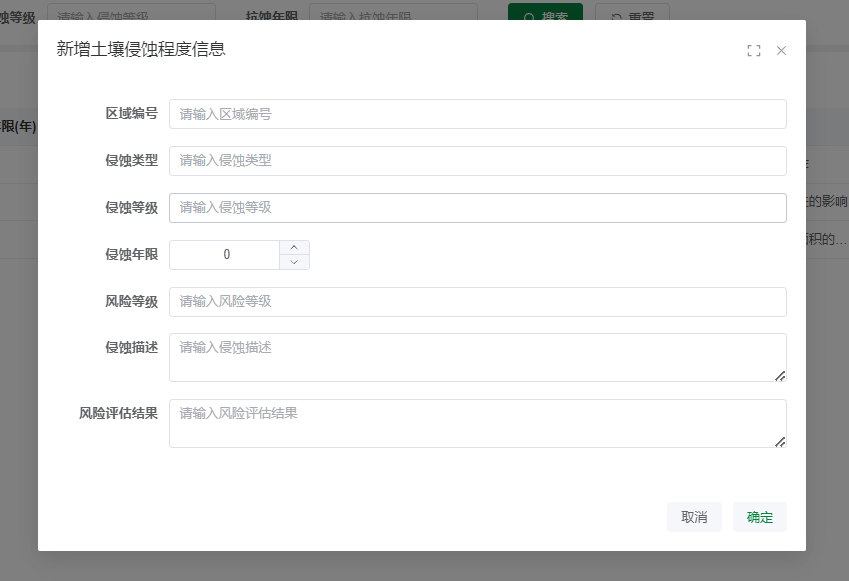 蚀等级 请输入侵蚀等级 抗蚀年限 请输入抗蚀年限 搜索 重置
新增土壤侵蚀程度信息
限(年)
区域编号 请输入区域编号
侵蚀类型 请输入侵蚀类型
侵蚀等级 请输入侵蚀等级
的影响
侵蚀年限 0
面积的...
风险等级 请输入风险等级
侵蚀描述 请输入侵蚀描述
风险评估结果 请输入风险评估结果
取消 确定